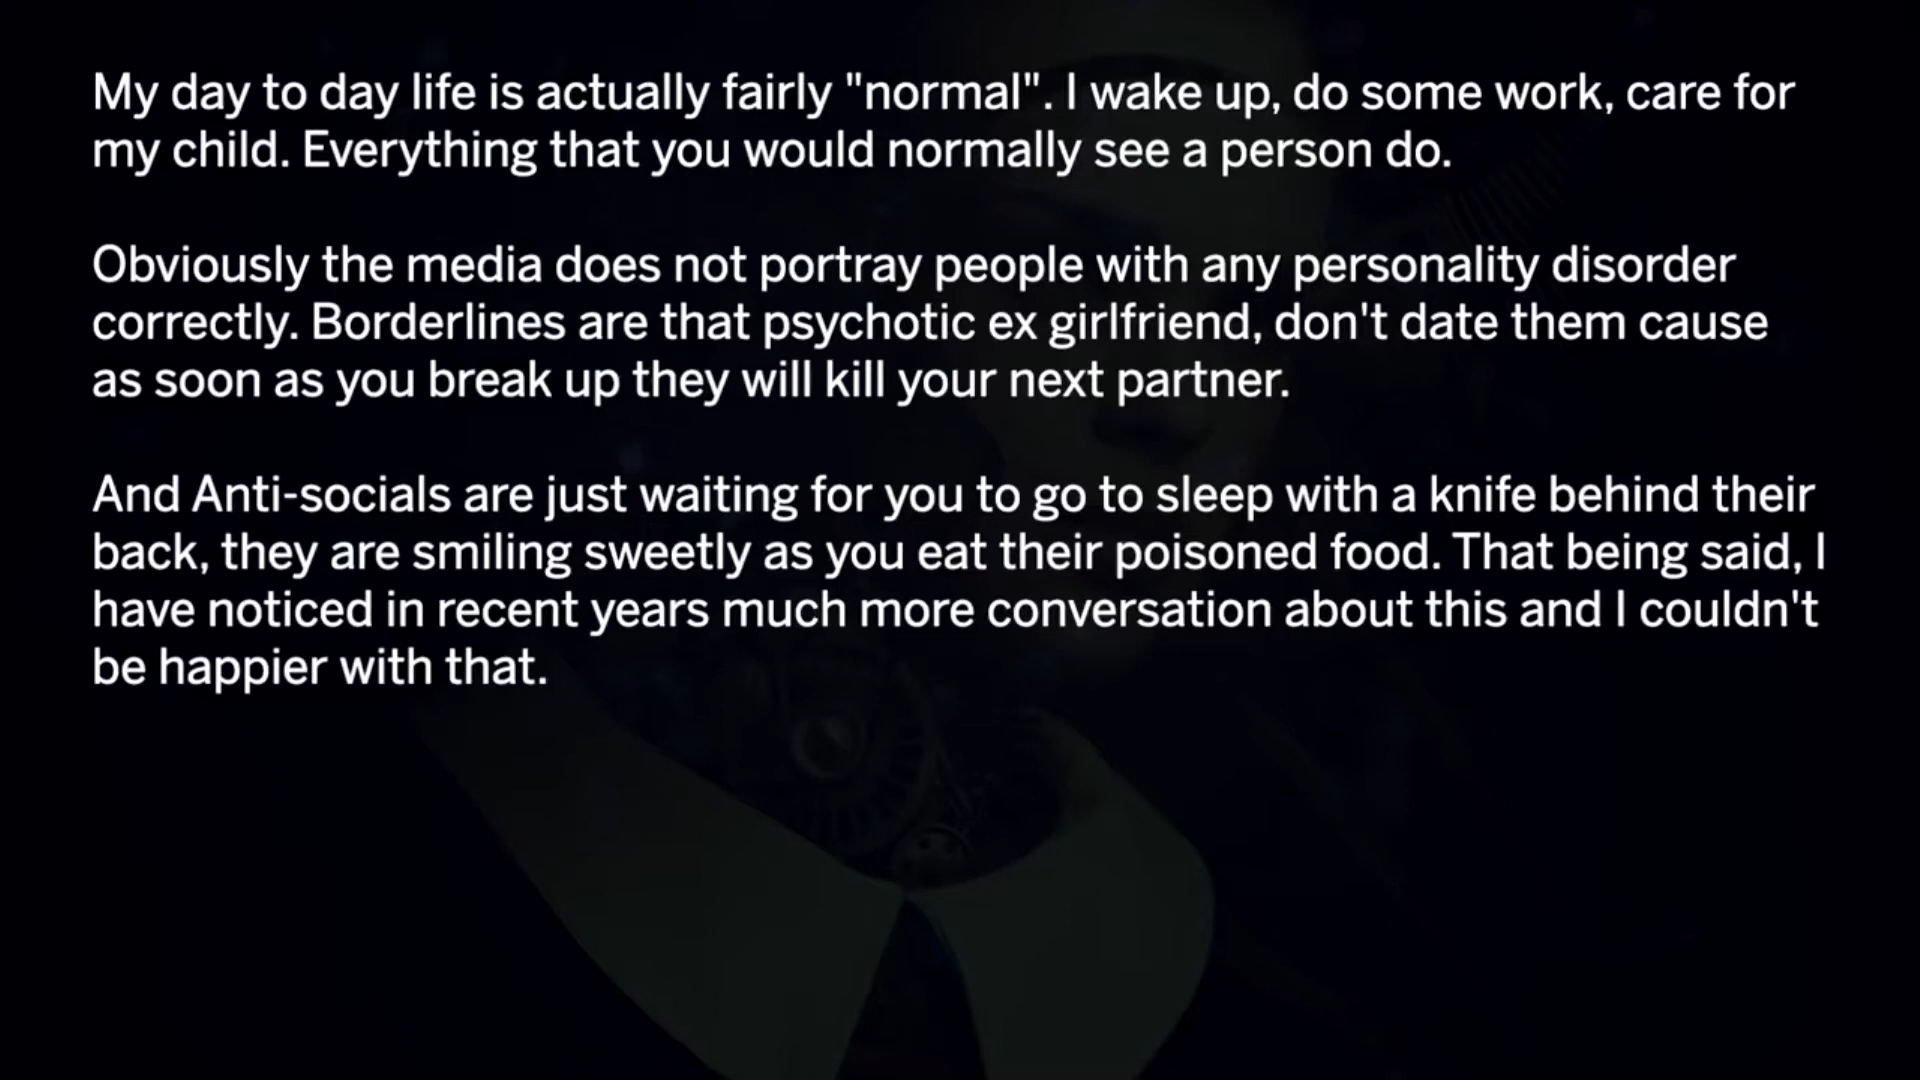 My day to day life is actually fairly "normal". I wake up, do some work, care for
my child. Everything that you would normally see a person do.
Obviously the media does not portray people with any personality disorder
correctly. Borderlines are that psychotic ex girlfriend, don't date them cause
as soon as you break up they will kill your next partner.
And Anti-socials are just waiting for you to go to sleep with a knife behind their
back, they are smiling sweetly as you eat their poisoned food. That being said, I
have noticed in recent years much more conversation about this and I couldn't
be happier with that.